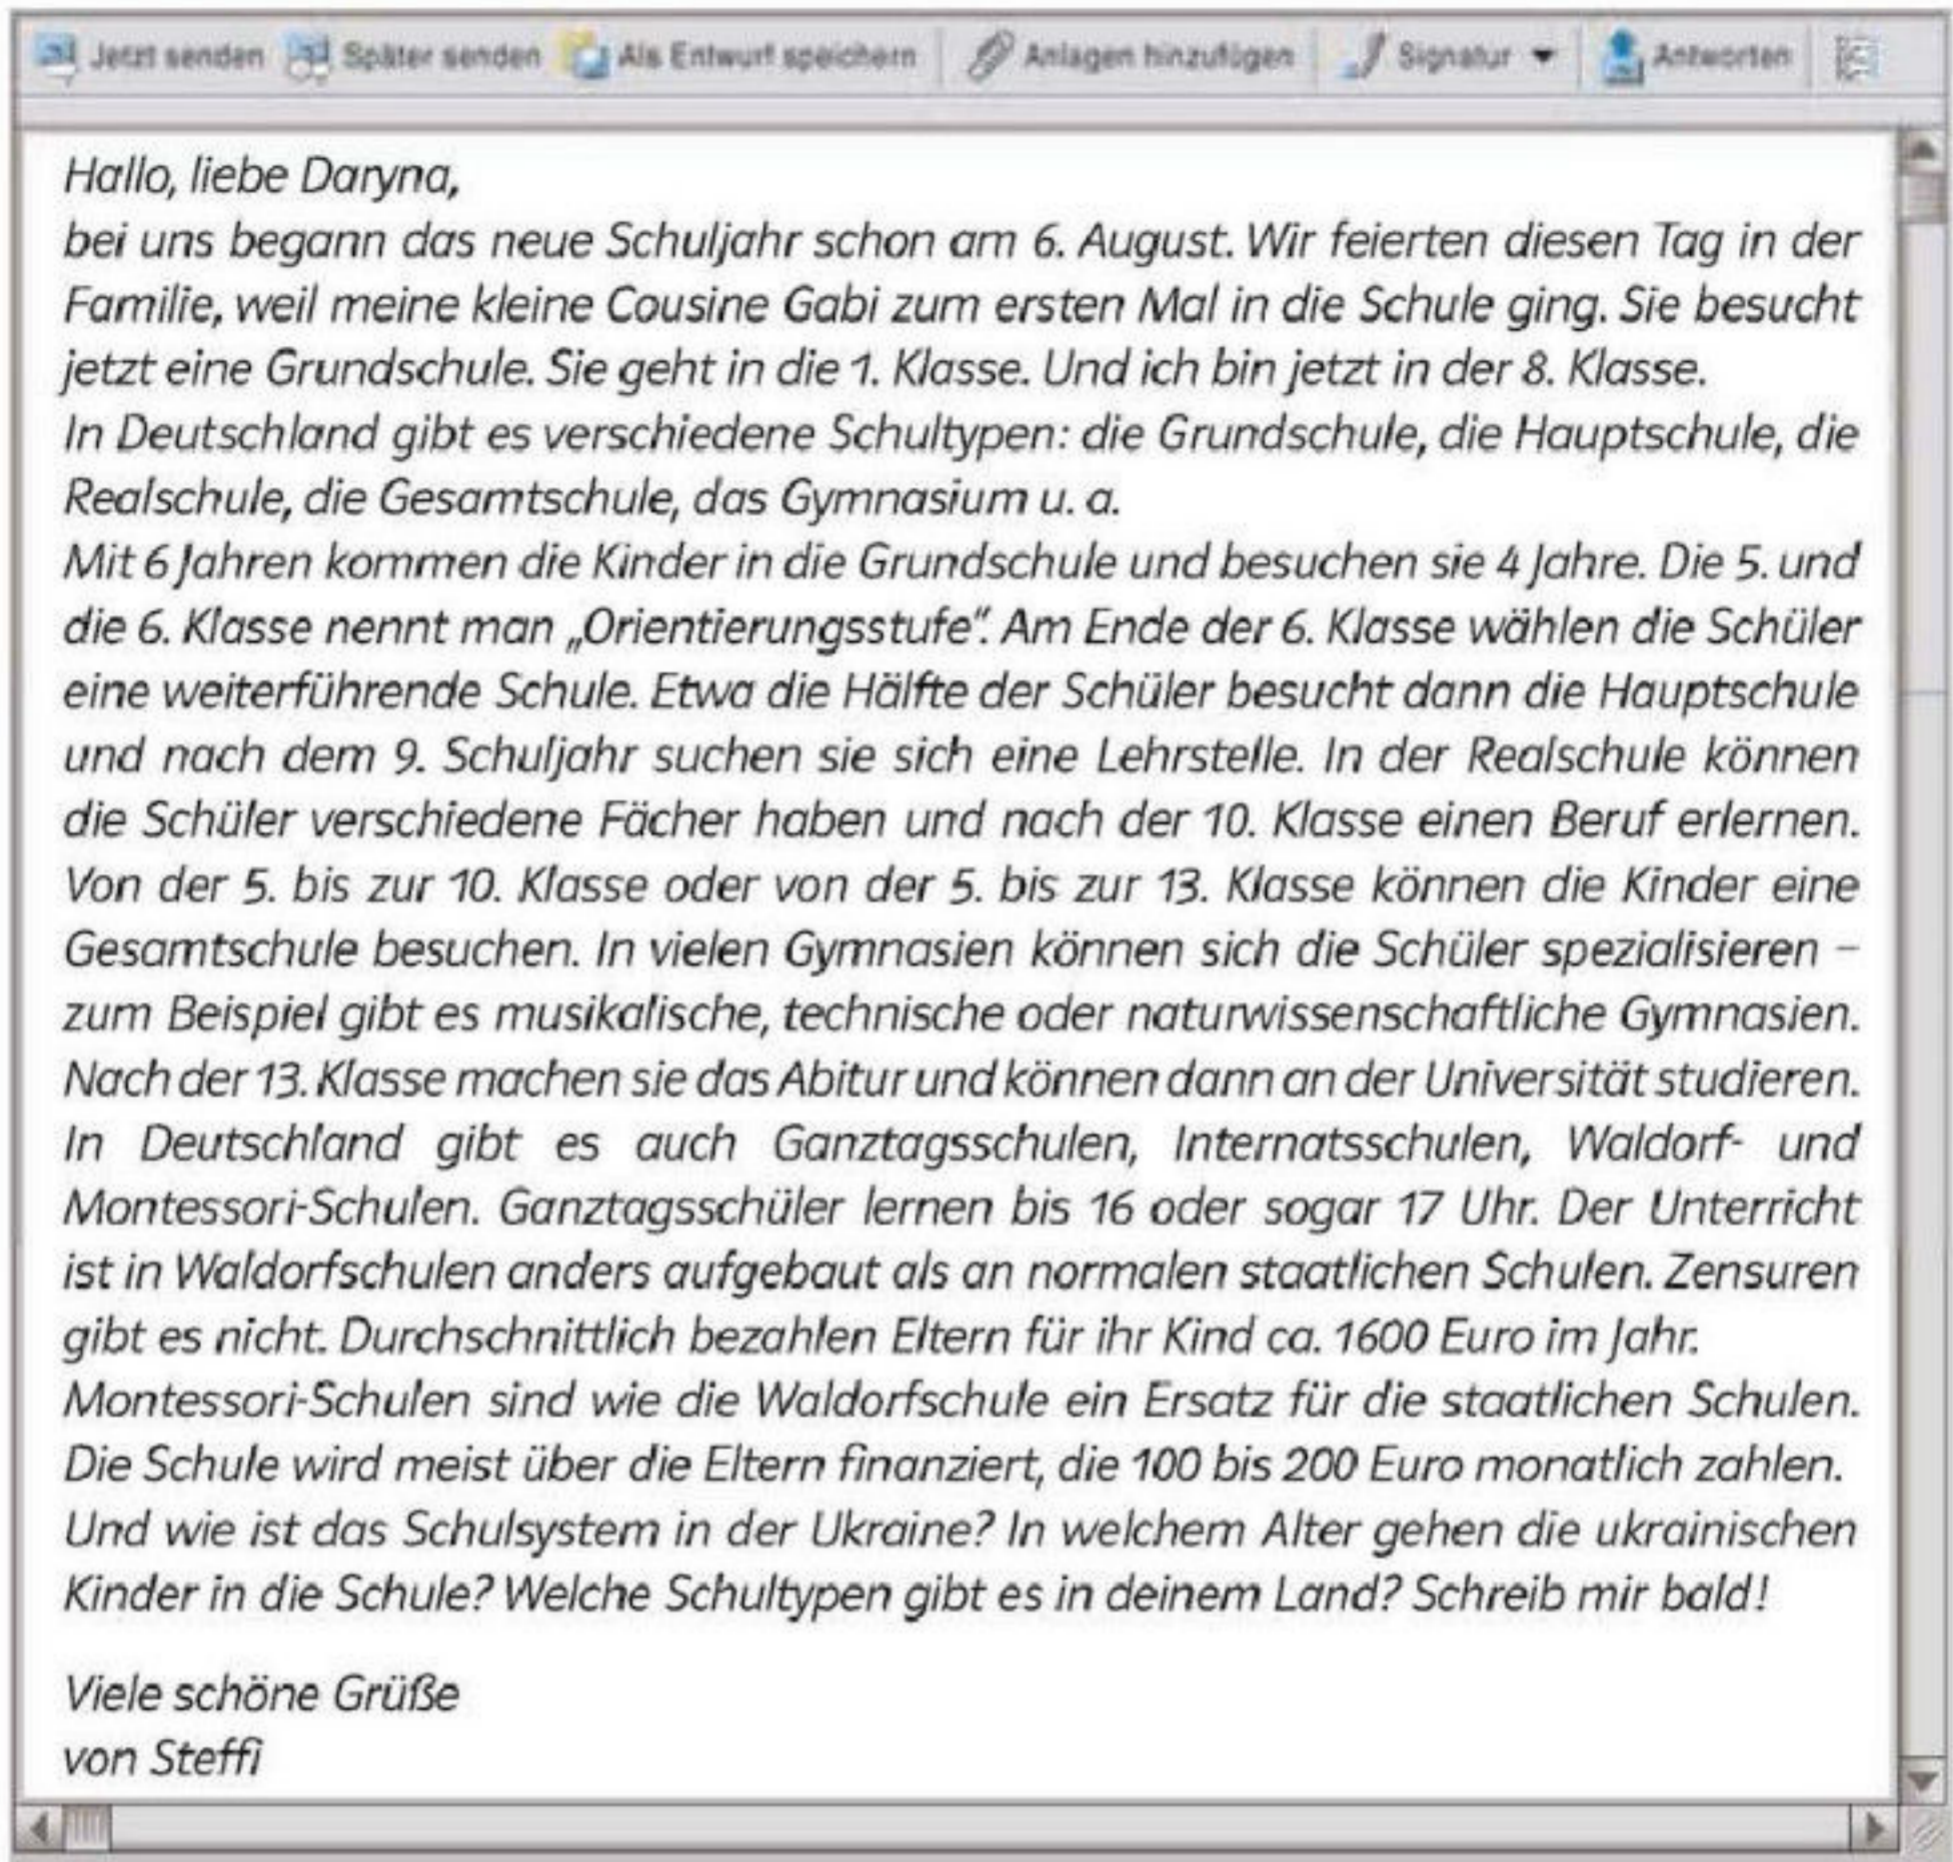 Jetzt senden Später senden Als Entwurf speichern Anlagen hinzufügen Signatur Antworten
Hallo, liebe Daryna,
bei uns begann das neue Schuljahr schon am 6. August. Wir feierten diesen Tag in der
Familie, weil meine kleine Cousine Gabi zum ersten Mal in die Schule ging. Sie besucht
jetzt eine Grundschule. Sie geht in die 1. Klasse. Und ich bin jetzt in der 8. Klasse.
In Deutschland gibt es verschiedene Schultypen: die Grundschule, die Hauptschule, die
Realschule, die Gesamtschule, das Gymnasium u. a.
Mit 6 Jahren kommen die Kinder in die Grundschule und besuchen sie 4 Jahre. Die 5. und
die 6. Klasse nennt man „Orientierungsstufe“. Am Ende der 6. Klasse wählen die Schüler
eine weiterführende Schule. Etwa die Hälfte der Schüler besucht dann die Hauptschule
und nach dem 9. Schuljahr suchen sie sich eine Lehrstelle. In der Realschule können
die Schüler verschiedene Fächer haben und nach der 10. Klasse einen Beruf erlernen.
Von der 5. bis zur 10. Klasse oder von der 5. bis zur 13. Klasse können die Kinder eine
Gesamtschule besuchen. In vielen Gymnasien können sich die Schüler spezialisieren –
zum Beispiel gibt es musikalische, technische oder naturwissenschaftliche Gymnasien.
Nach der 13. Klasse machen sie das Abitur und können dann an der Universität studieren.
In Deutschland gibt es auch Ganztagsschulen, Internatsschulen, Waldorf- und
Montessori-Schulen. Ganztagsschüler lernen bis 16 oder sogar 17 Uhr. Der Unterricht
ist in Waldorfschulen anders aufgebaut als an normalen staatlichen Schulen. Zensuren
gibt es nicht. Durchschnittlich bezahlen Eltern für ihr Kind ca. 1600 Euro im Jahr.
Montessori-Schulen sind wie die Waldorfschule ein Ersatz für die staatlichen Schulen.
Die Schule wird meist über die Eltern finanziert, die 100 bis 200 Euro monatlich zahlen.
Und wie ist das Schulsystem in der Ukraine? In welchem Alter gehen die ukrainischen
Kinder in die Schule? Welche Schultypen gibt es in deinem Land? Schreib mir bald!
Viele schöne Grüße
von Steffi